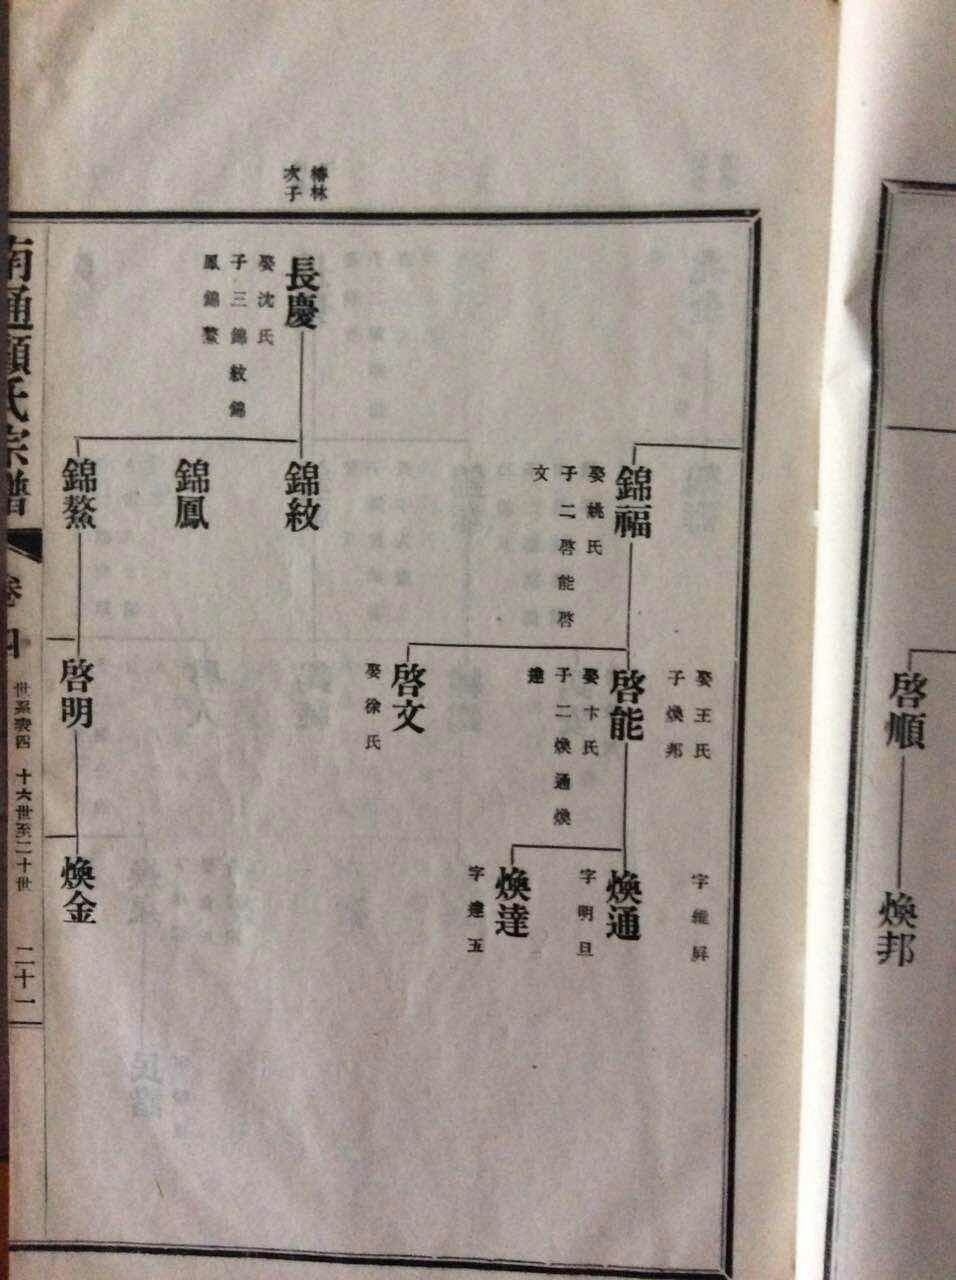 啓順
煥邦
椿林
次子
長慶
娶沈氏
子三錦紋錦
鳳錦鰲
錦福
娶姚氏
子二啓能啓
文
錦紋
錦鳳
錦鰲
娶王氏
子煥邦
啓能
娶卞氏
子二煥通煥
達
啓文
娶徐氏
啓明
字維屏
煥通
字明旦
煥達
字達五
煥金
南通顧氏宗譜
卷四
世系表四 十六世至二十世
二十一